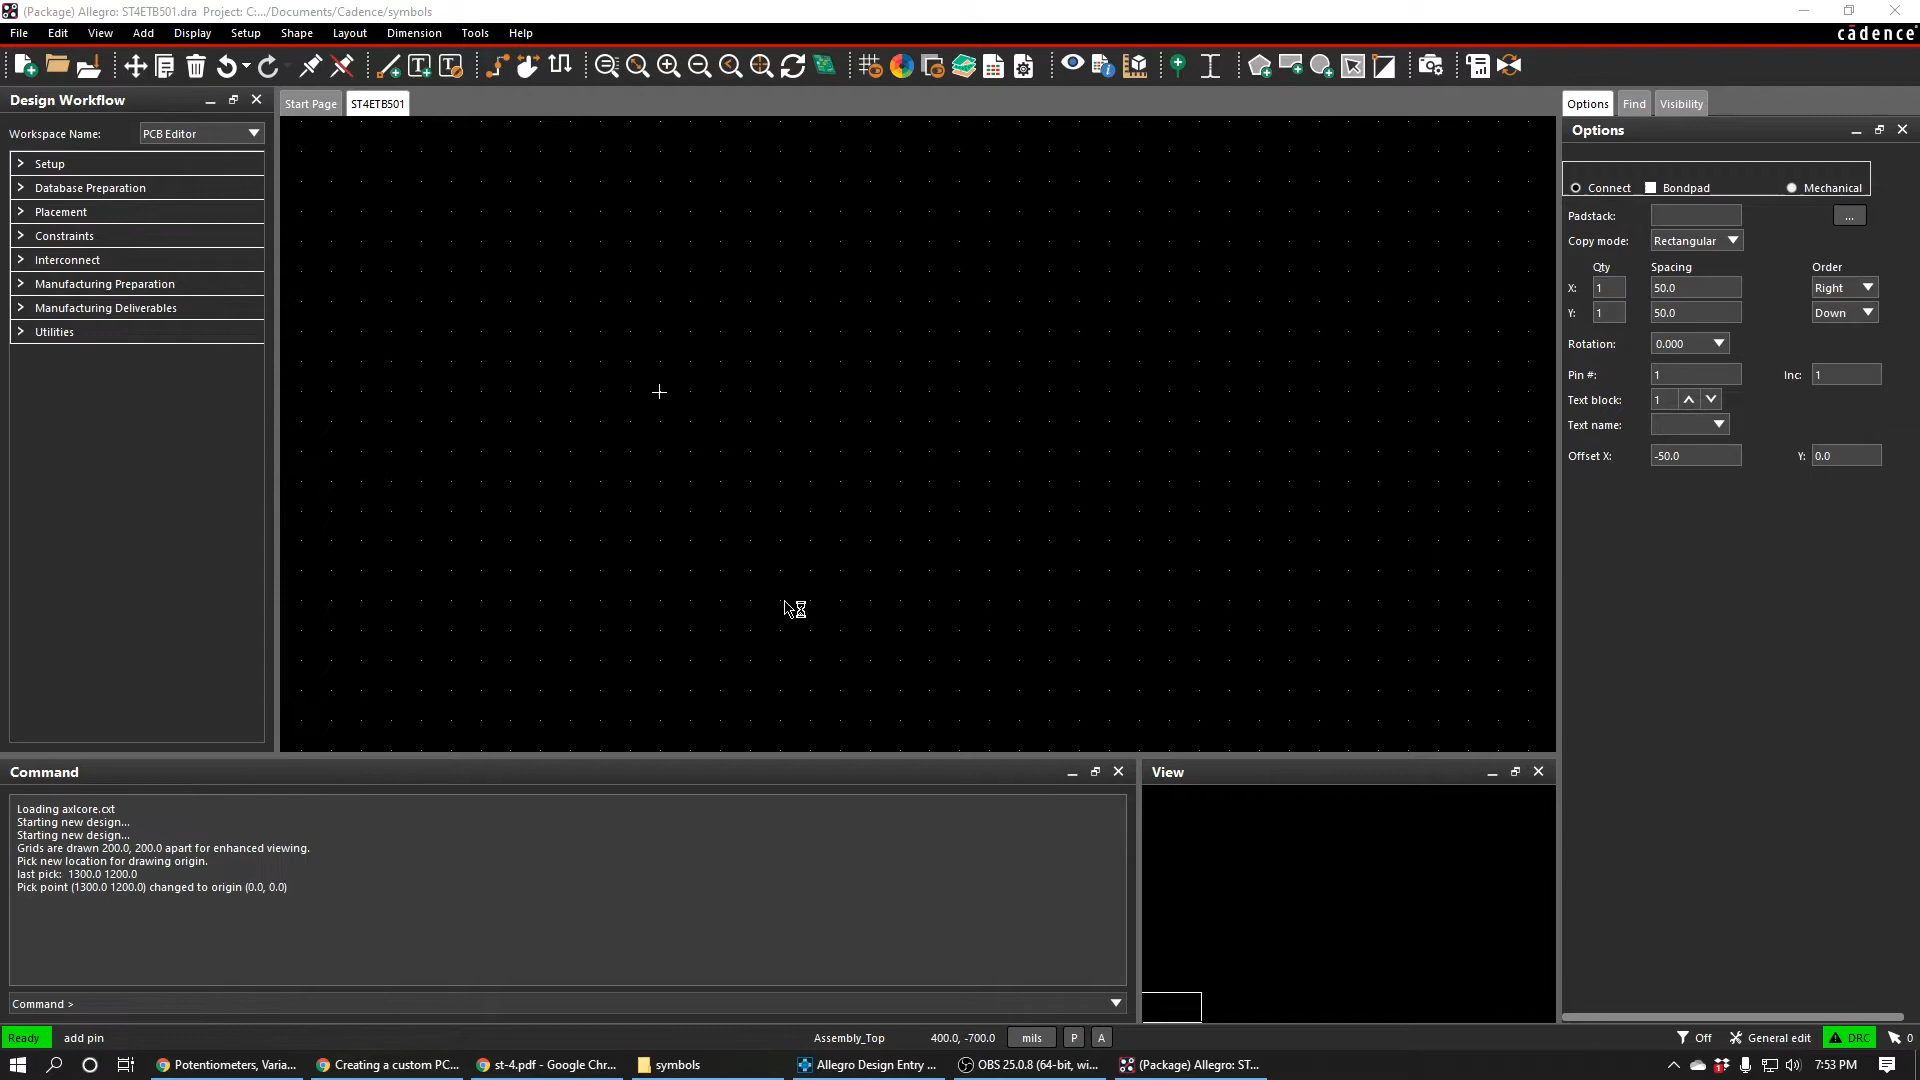 (Package) Allegro: ST4ETB501.dra  Project: C:.../Documents/Cadence/symbols
File Edit View Add Display Setup Shape Layout Dimension Tools Help
cadence
Design Workflow
Workspace Name: PCB Editor
Setup
Database Preparation
Placement
Constraints
Interconnect
Manufacturing Preparation
Manufacturing Deliverables
Utilities
Start Page ST4ETB501
Options Find Visibility
Options
Connect Bondpad Mechanical
Padstack: ...
Copy mode: Rectangular
Qty Spacing Order
X: 1 50.0 Right
Y: 1 50.0 Down
Rotation: 0.000
Pin #: 1 Inc: 1
Text block: 1
Text name:
Offset X: -50.0 Y: 0.0
Command
Loading axlcore.cxt
Starting new design...
Starting new design...
Grids are drawn 200.0, 200.0 apart for enhanced viewing.
Pick new location for drawing origin.
last pick:  1300.0 1200.0
Pick point (1300.0 1200.0) changed to origin (0.0, 0.0)
Command >
View
Ready add pin Assembly_Top 400.0, -700.0 mils P A Off General edit DRC 0
Potentiometers, Varia... Creating a custom PC... st-4.pdf - Google Chr... symbols Allegro Design Entry ... OBS 25.0.8 (64-bit, wi... (Package) Allegro: ST... 7:53 PM